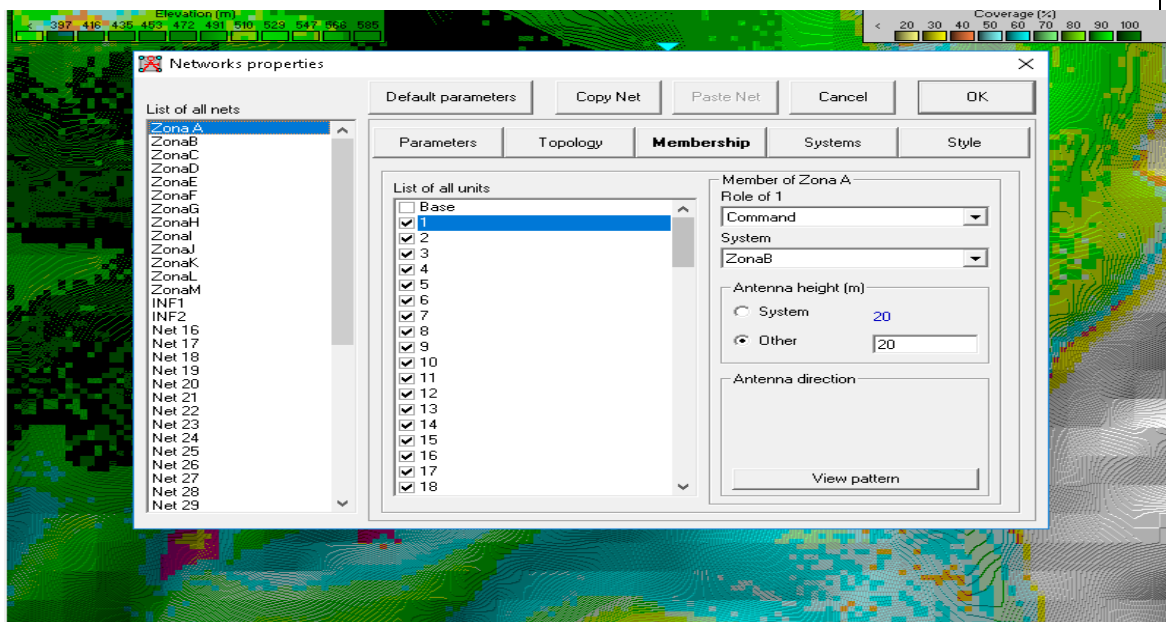 Elevation (m)
< 397 416 435 453 472 491 510 529 547 566 585
Coverage (%)
< 20 30 40 50 60 70 80 90 100
Networks properties
List of all nets
Default parameters Copy Net Paste Net Cancel OK
Parameters Topology Membership Systems Style
Zona A
ZonaB
ZonaC
ZonaD
ZonaE
ZonaF
ZonaG
ZonaH
ZonaI
ZonaJ
ZonaK
ZonaL
ZonaM
INF1
INF2
Net 16
Net 17
Net 18
Net 19
Net 20
Net 21
Net 22
Net 23
Net 24
Net 25
Net 26
Net 27
Net 28
Net 29
List of all units
Base
1
2
3
4
5
6
7
8
9
10
11
12
13
14
15
16
17
18
Member of Zona A
Role of 1
Command
System
ZonaB
Antenna height (m)
System 20
Other 20
Antenna direction
View pattern